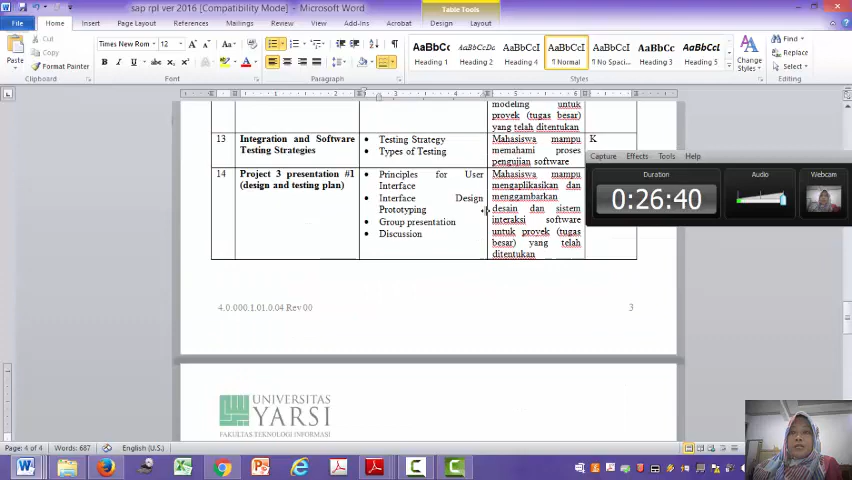 sap rpl ver 2016 [Compatibility Mode] - Microsoft Word
Table Tools
File Home Insert Page Layout References Mailings Review View Add-Ins Acrobat Design Layout
Cut
Copy
Format Painter
Paste
Clipboard
Times New Rom 12
Font
Paragraph
AaBbC AaBbCcDc AaBbCcI AaBbCcI AaBbCcI AaBbCc AaBbCcL
Heading 1 Heading 2 Heading 4 ¶ Normal ¶ No Spaci... Heading 3 Heading 5
Styles
Change Styles
Find
Replace
Select
Editing
modeling untuk
proyek (tugas besar)
yang telah ditentukan
13 Integration and Software Testing Strategies
• Testing Strategy
• Types of Testing
Mahasiswa mampu
memahami proses
pengujian software
K
14 Project 3 presentation #1
(design and testing plan)
• Principles for User
Interface
• Interface Design
Prototyping
• Group presentation
• Discussion
Mahasiswa mampu
mengaplikasikan dan
menggambarkan
desain dan sistem
interaksi software
untuk proyek (tugas
besar) yang telah
ditentukan
Capture Effects Tools Help
Duration
0:26:40
Audio
Webcam
4.0.000.1.01.0.04 Rev 00
3
UNIVERSITAS
YARSI
FAKULTAS TEKNOLOGI INFORMASI
Page: 4 of 4 Words: 687 English (U.S.)